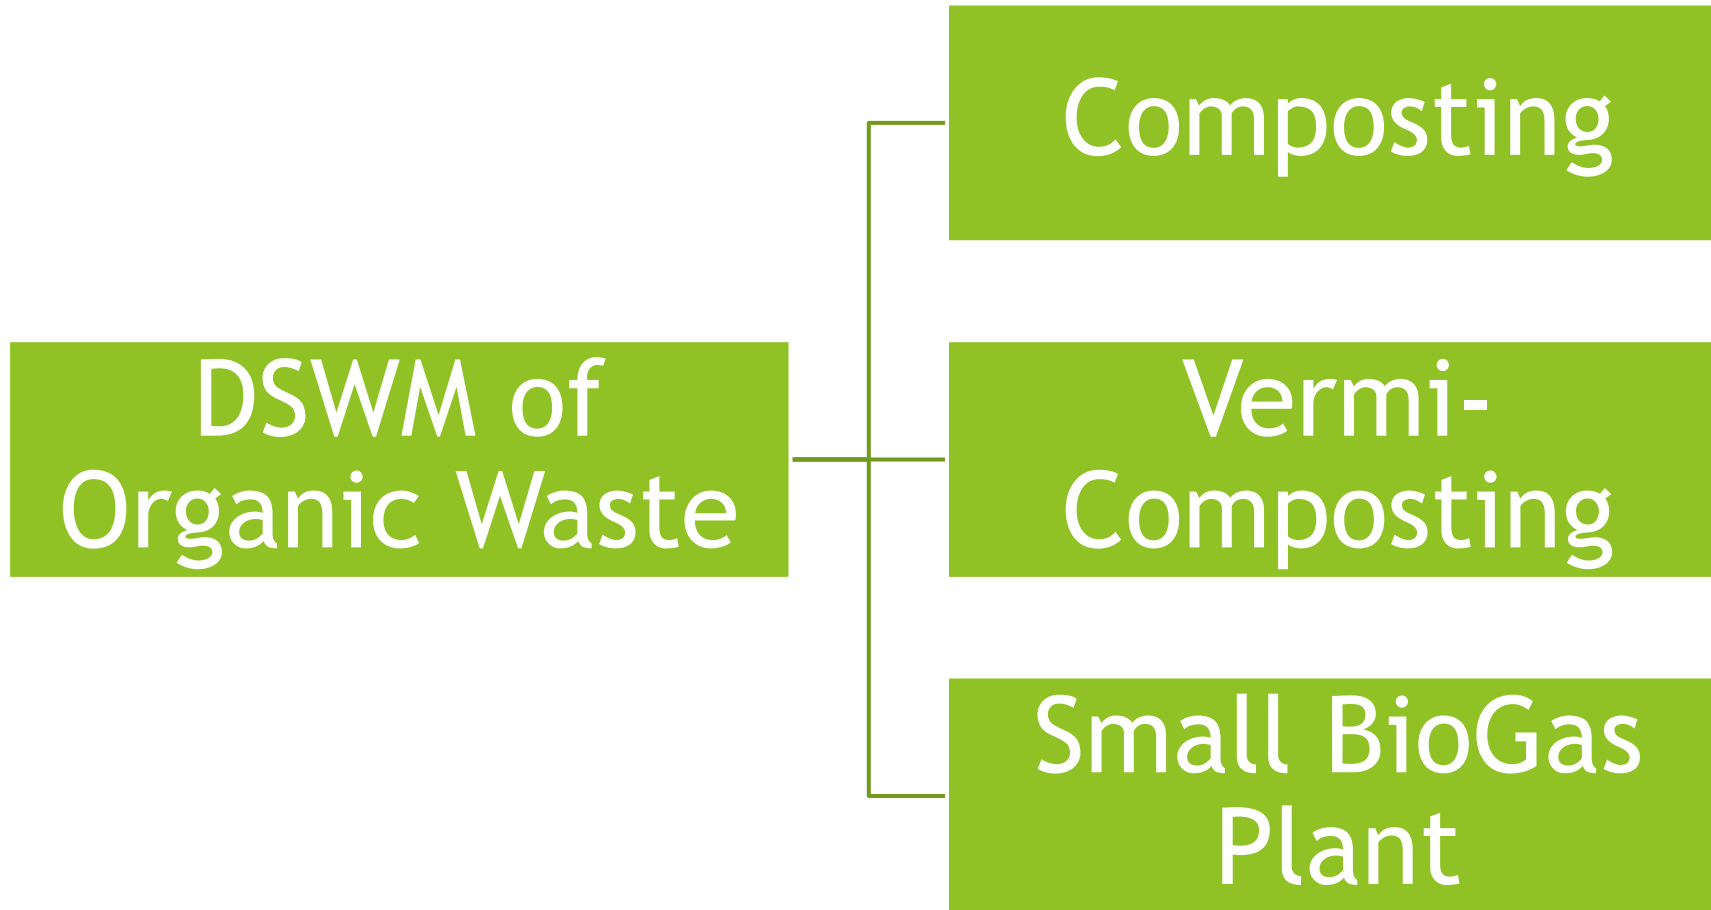 DSWM of
Organic Waste
Composting
Vermi-
Composting
Small BioGas
Plant